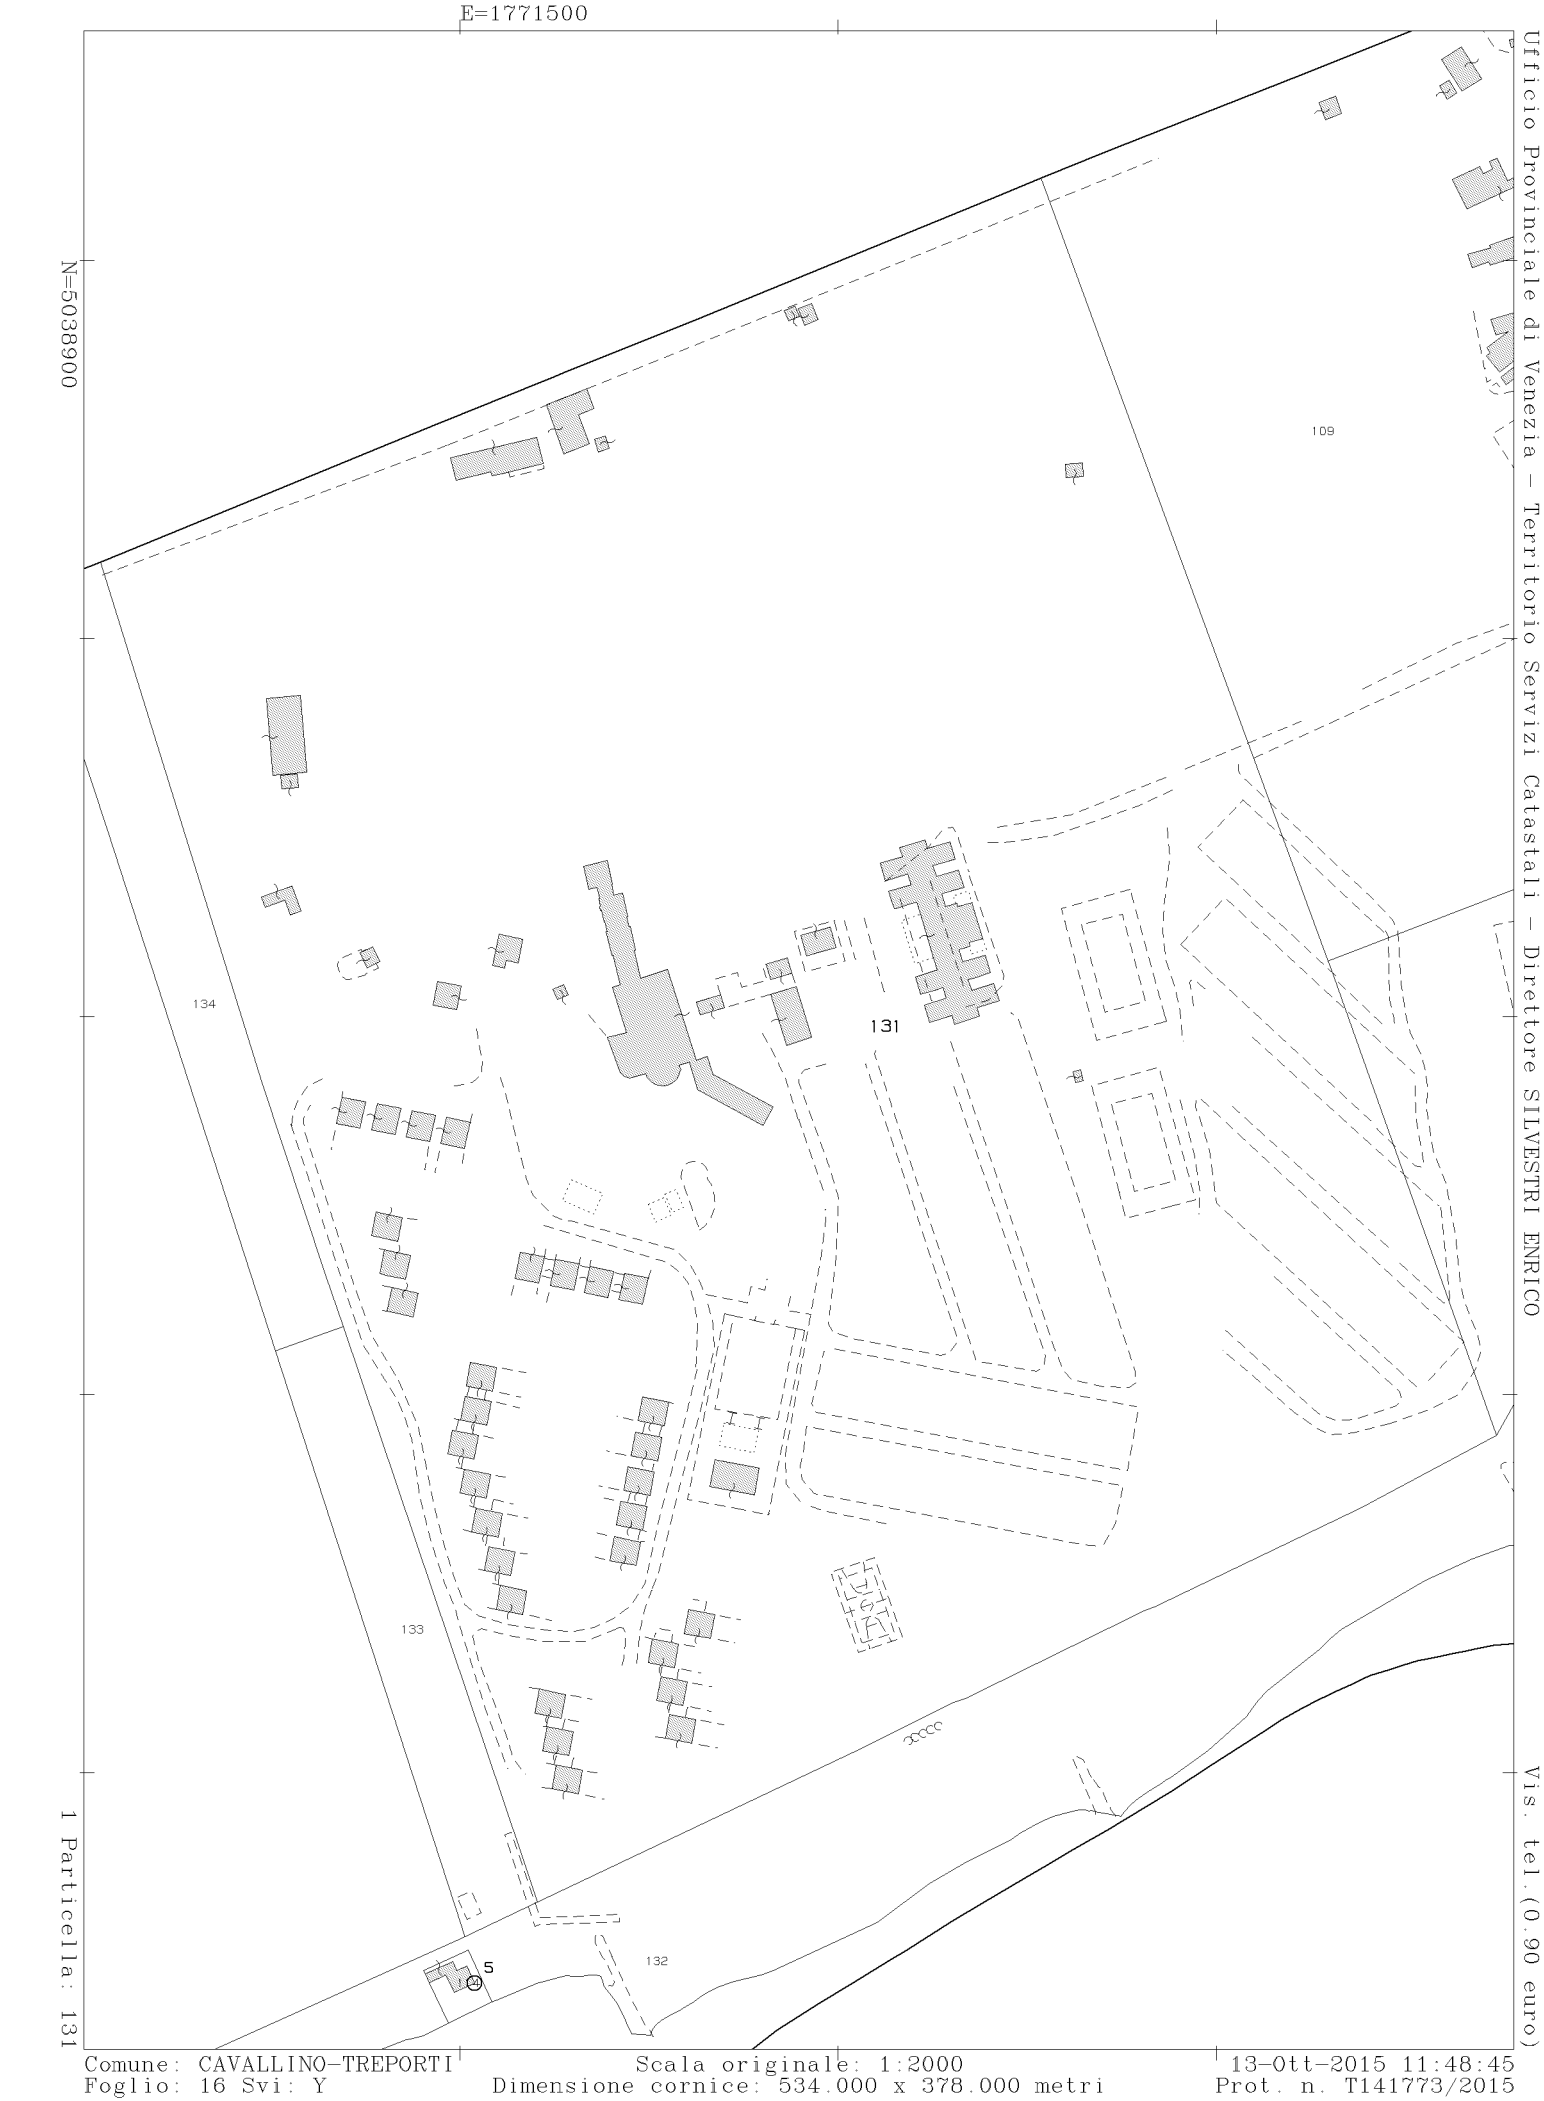 E=1771500
N=5038900
Ufficio Provinciale di Venezia - Territorio Servizi Catastali - Direttore SILVESTRI ENRICO
Vis. tel.(0.90 euro)
109
134
131
133
5
132
1 Particella: 131
Comune: CAVALLINO-TREPORTI
Scala originale: 1:2000
13-Ott-2015 11:48:45
Foglio: 16 Svi: Y
Dimensione cornice: 534.000 x 378.000 metri
Prot. n. T141773/2015